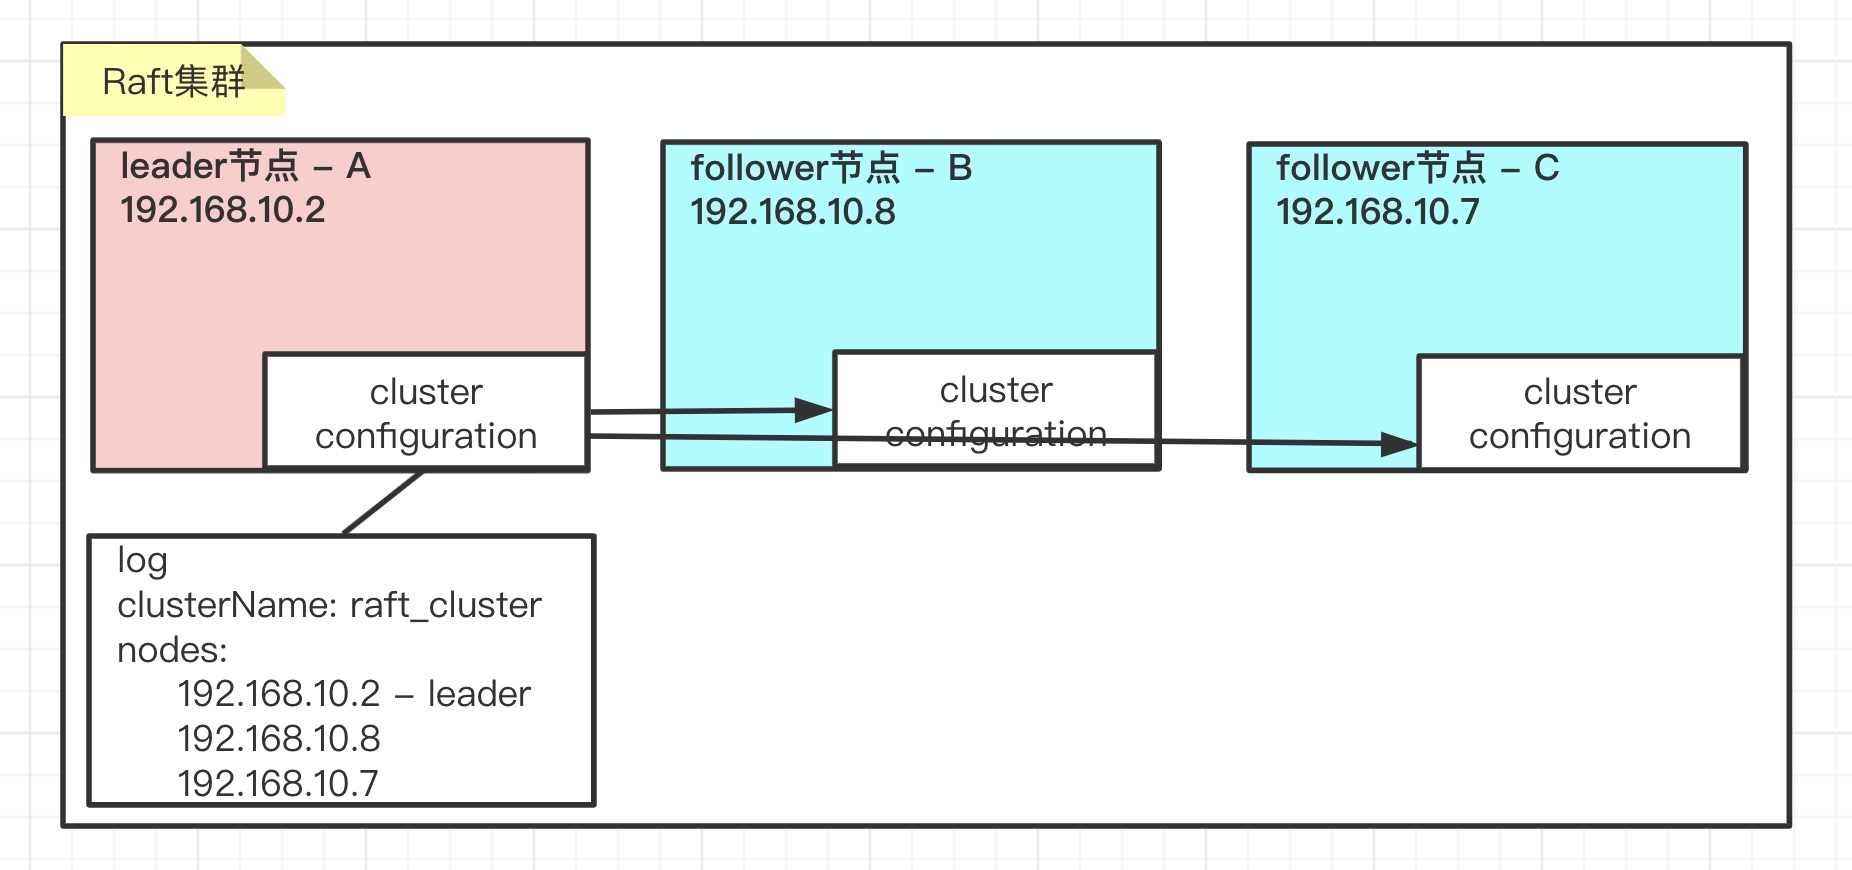 Raft集群
leader节点 – A
192.168.10.2
follower节点 – B
192.168.10.8
follower节点 – C
192.168.10.7
cluster
configuration
cluster
configuration
cluster
configuration
log
clusterName: raft_cluster
nodes:
192.168.10.2 – leader
192.168.10.8
192.168.10.7